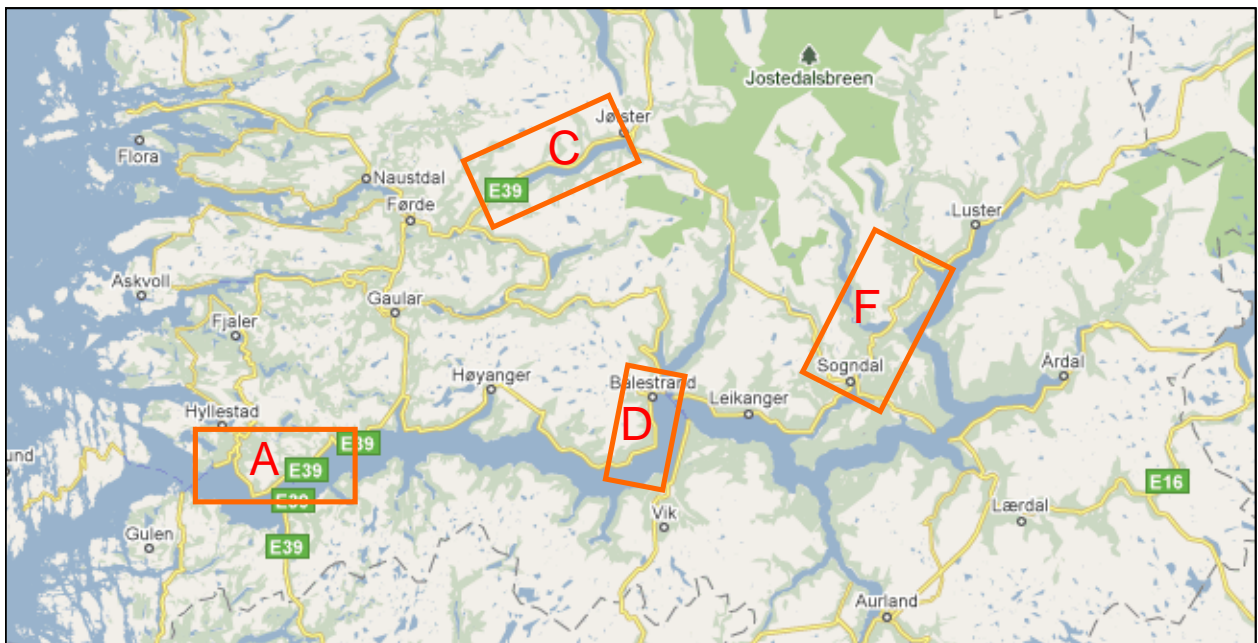 Jostedalsbreen
Jølster
C
Flora
Naustdal
E39
Førde
Luster
Askvoll
Gaular
F
Fjaler
Sogndal
Årdal
Høyanger
Balestrand
Leikanger
Hyllestad
D
A
E39
und
E39
E16
E39
Lærdal
Vik
Gulen
E39
Aurland